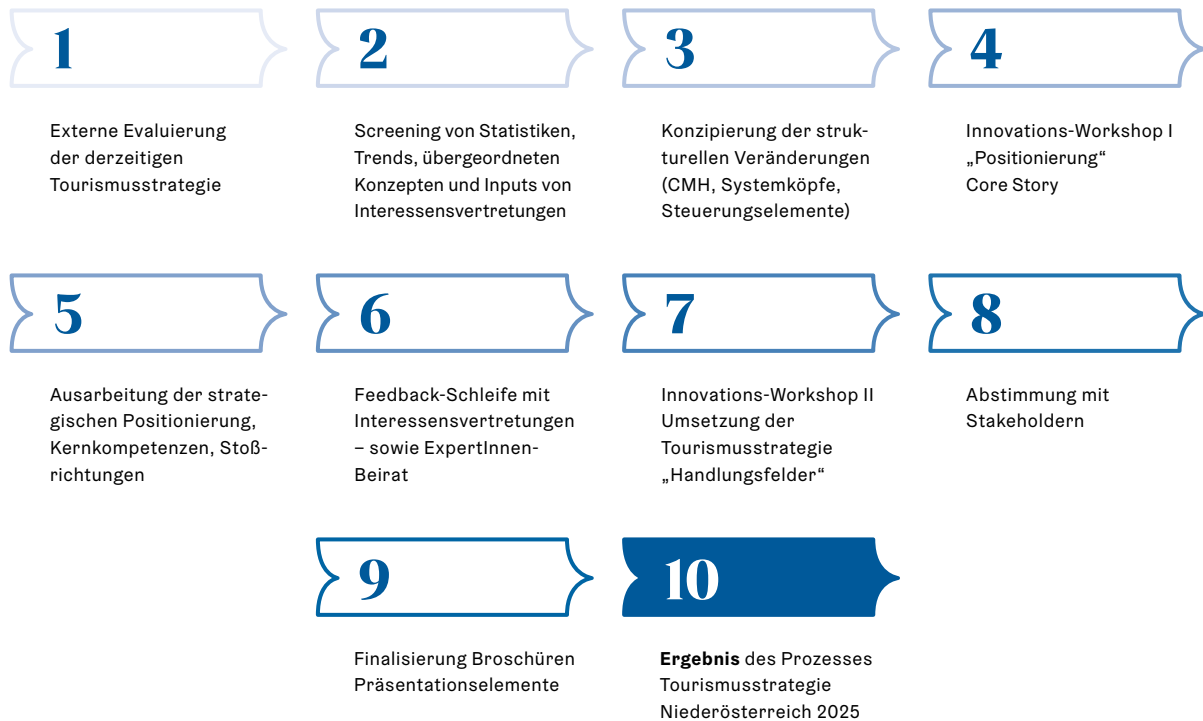 1
Externe Evaluierung
der derzeitigen
Tourismusstrategie
2
Screening von Statistiken,
Trends, übergeordneten
Konzepten und Inputs von
Interessensvertretungen
3
Konzipierung der struk-
turellen Veränderungen
(CMH, Systemköpfe,
Steuerungselemente)
4
Innovations-Workshop I
„Positionierung“
Core Story
5
Ausarbeitung der strate-
gischen Positionierung,
Kernkompetenzen, Stoß-
richtungen
6
Feedback-Schleife mit
Interessensvertretungen
– sowie ExpertInnen-
Beirat
7
Innovations-Workshop II
Umsetzung der
Tourismusstrategie
„Handlungsfelder“
8
Abstimmung mit
Stakeholdern
9
Finalisierung Broschüren
Präsentationselemente
10
Ergebnis des Prozesses
Tourismusstrategie
Niederösterreich 2025